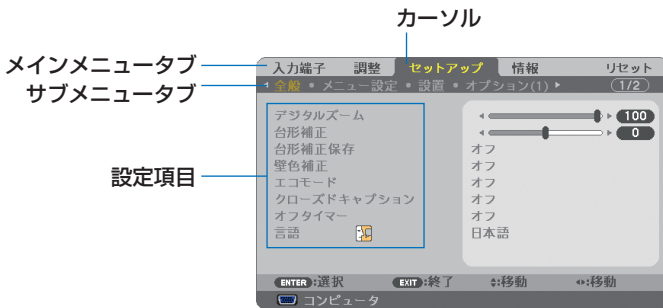 カーソル
メインメニュータブ
入力端子 調整 セットアップ 情報 リセット
サブメニュータブ
全般 • メニュー設定 • 設置 • オプション(1) (1/2)
デジタルズーム 100
台形補正 0
台形補正保存 オフ
壁色補正 オフ
設定項目
エコモード オフ
クローズドキャプション オフ
オフタイマー オフ
言語 日本語
ENTER:選択 EXIT:終了 :移動 :移動
コンピュータ